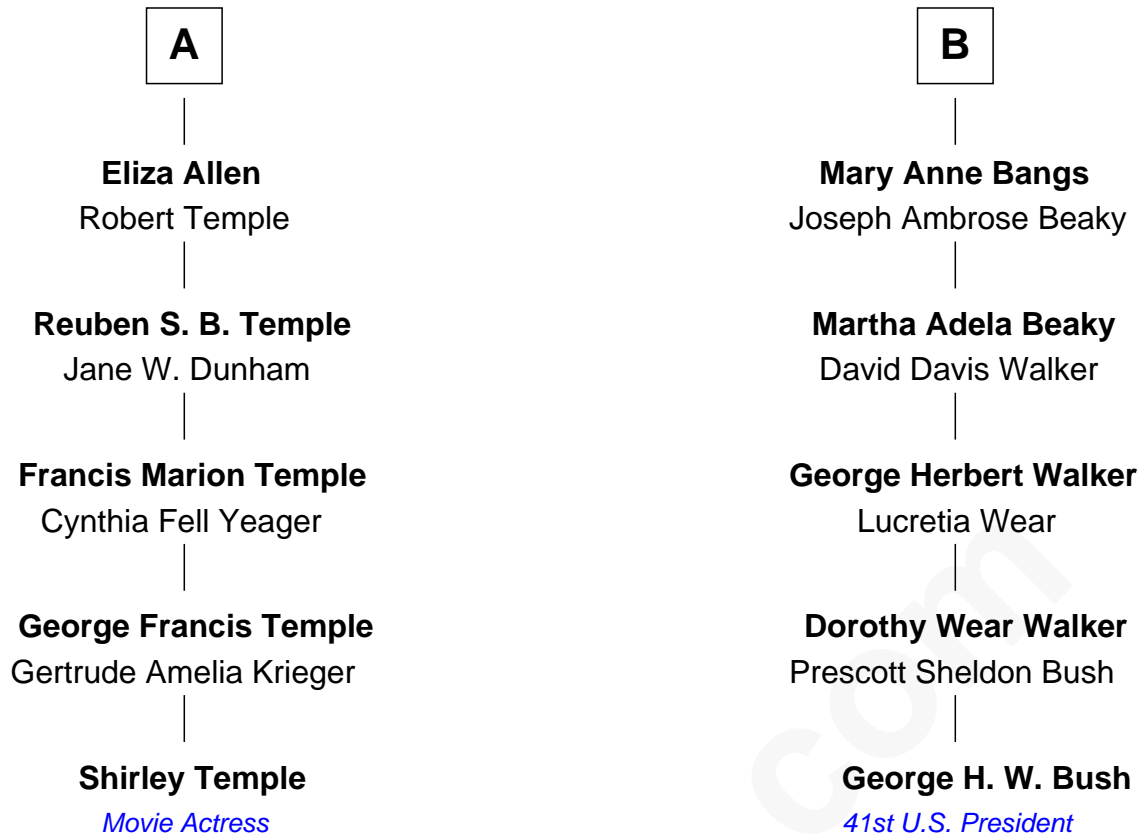 A
Eliza Allen
Robert Temple
Reuben S. B. Temple
Jane W. Dunham
Francis Marion Temple
Cynthia Fell Yeager
George Francis Temple
Gertrude Amelia Krieger
Shirley Temple
Movie Actress
B
Mary Anne Bangs
Joseph Ambrose Beaky
Martha Adela Beaky
David Davis Walker
George Herbert Walker
Lucretia Wear
Dorothy Wear Walker
Prescott Sheldon Bush
George H. W. Bush
41st U.S. President
com